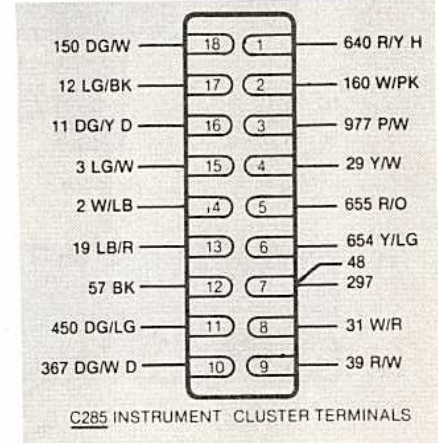 150 DG/W 18 1 640 R/Y H
12 LG/BK 17 2 160 W/PK
11 DG/Y D 16 3 977 P/W
3 LG/W 15 4 29 Y/W
2 W/LB 14 5 655 R/O
19 LB/R 13 6 654 Y/LG
48
57 BK 12 7 297
450 DG/LG 11 8 31 W/R
367 DG/W D 10 9 39 R/W
C285 INSTRUMENT CLUSTER TERMINALS